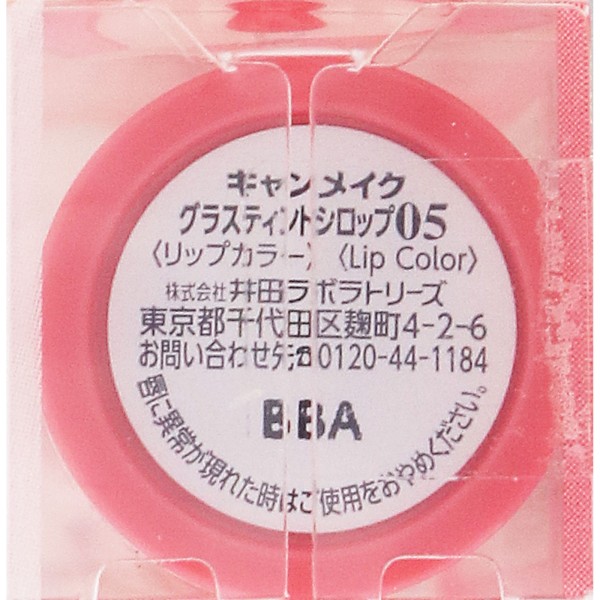 キャンメイク
グラスティントシロップ05
〈リップカラー〉〈Lip Color〉
株式会社 井田ラボラトリーズ
東京都千代田区麹町4-2-6
お問い合わせ先☎0120-44-1184
BBA
唇に異常が現れた時はご使用をおやめください。